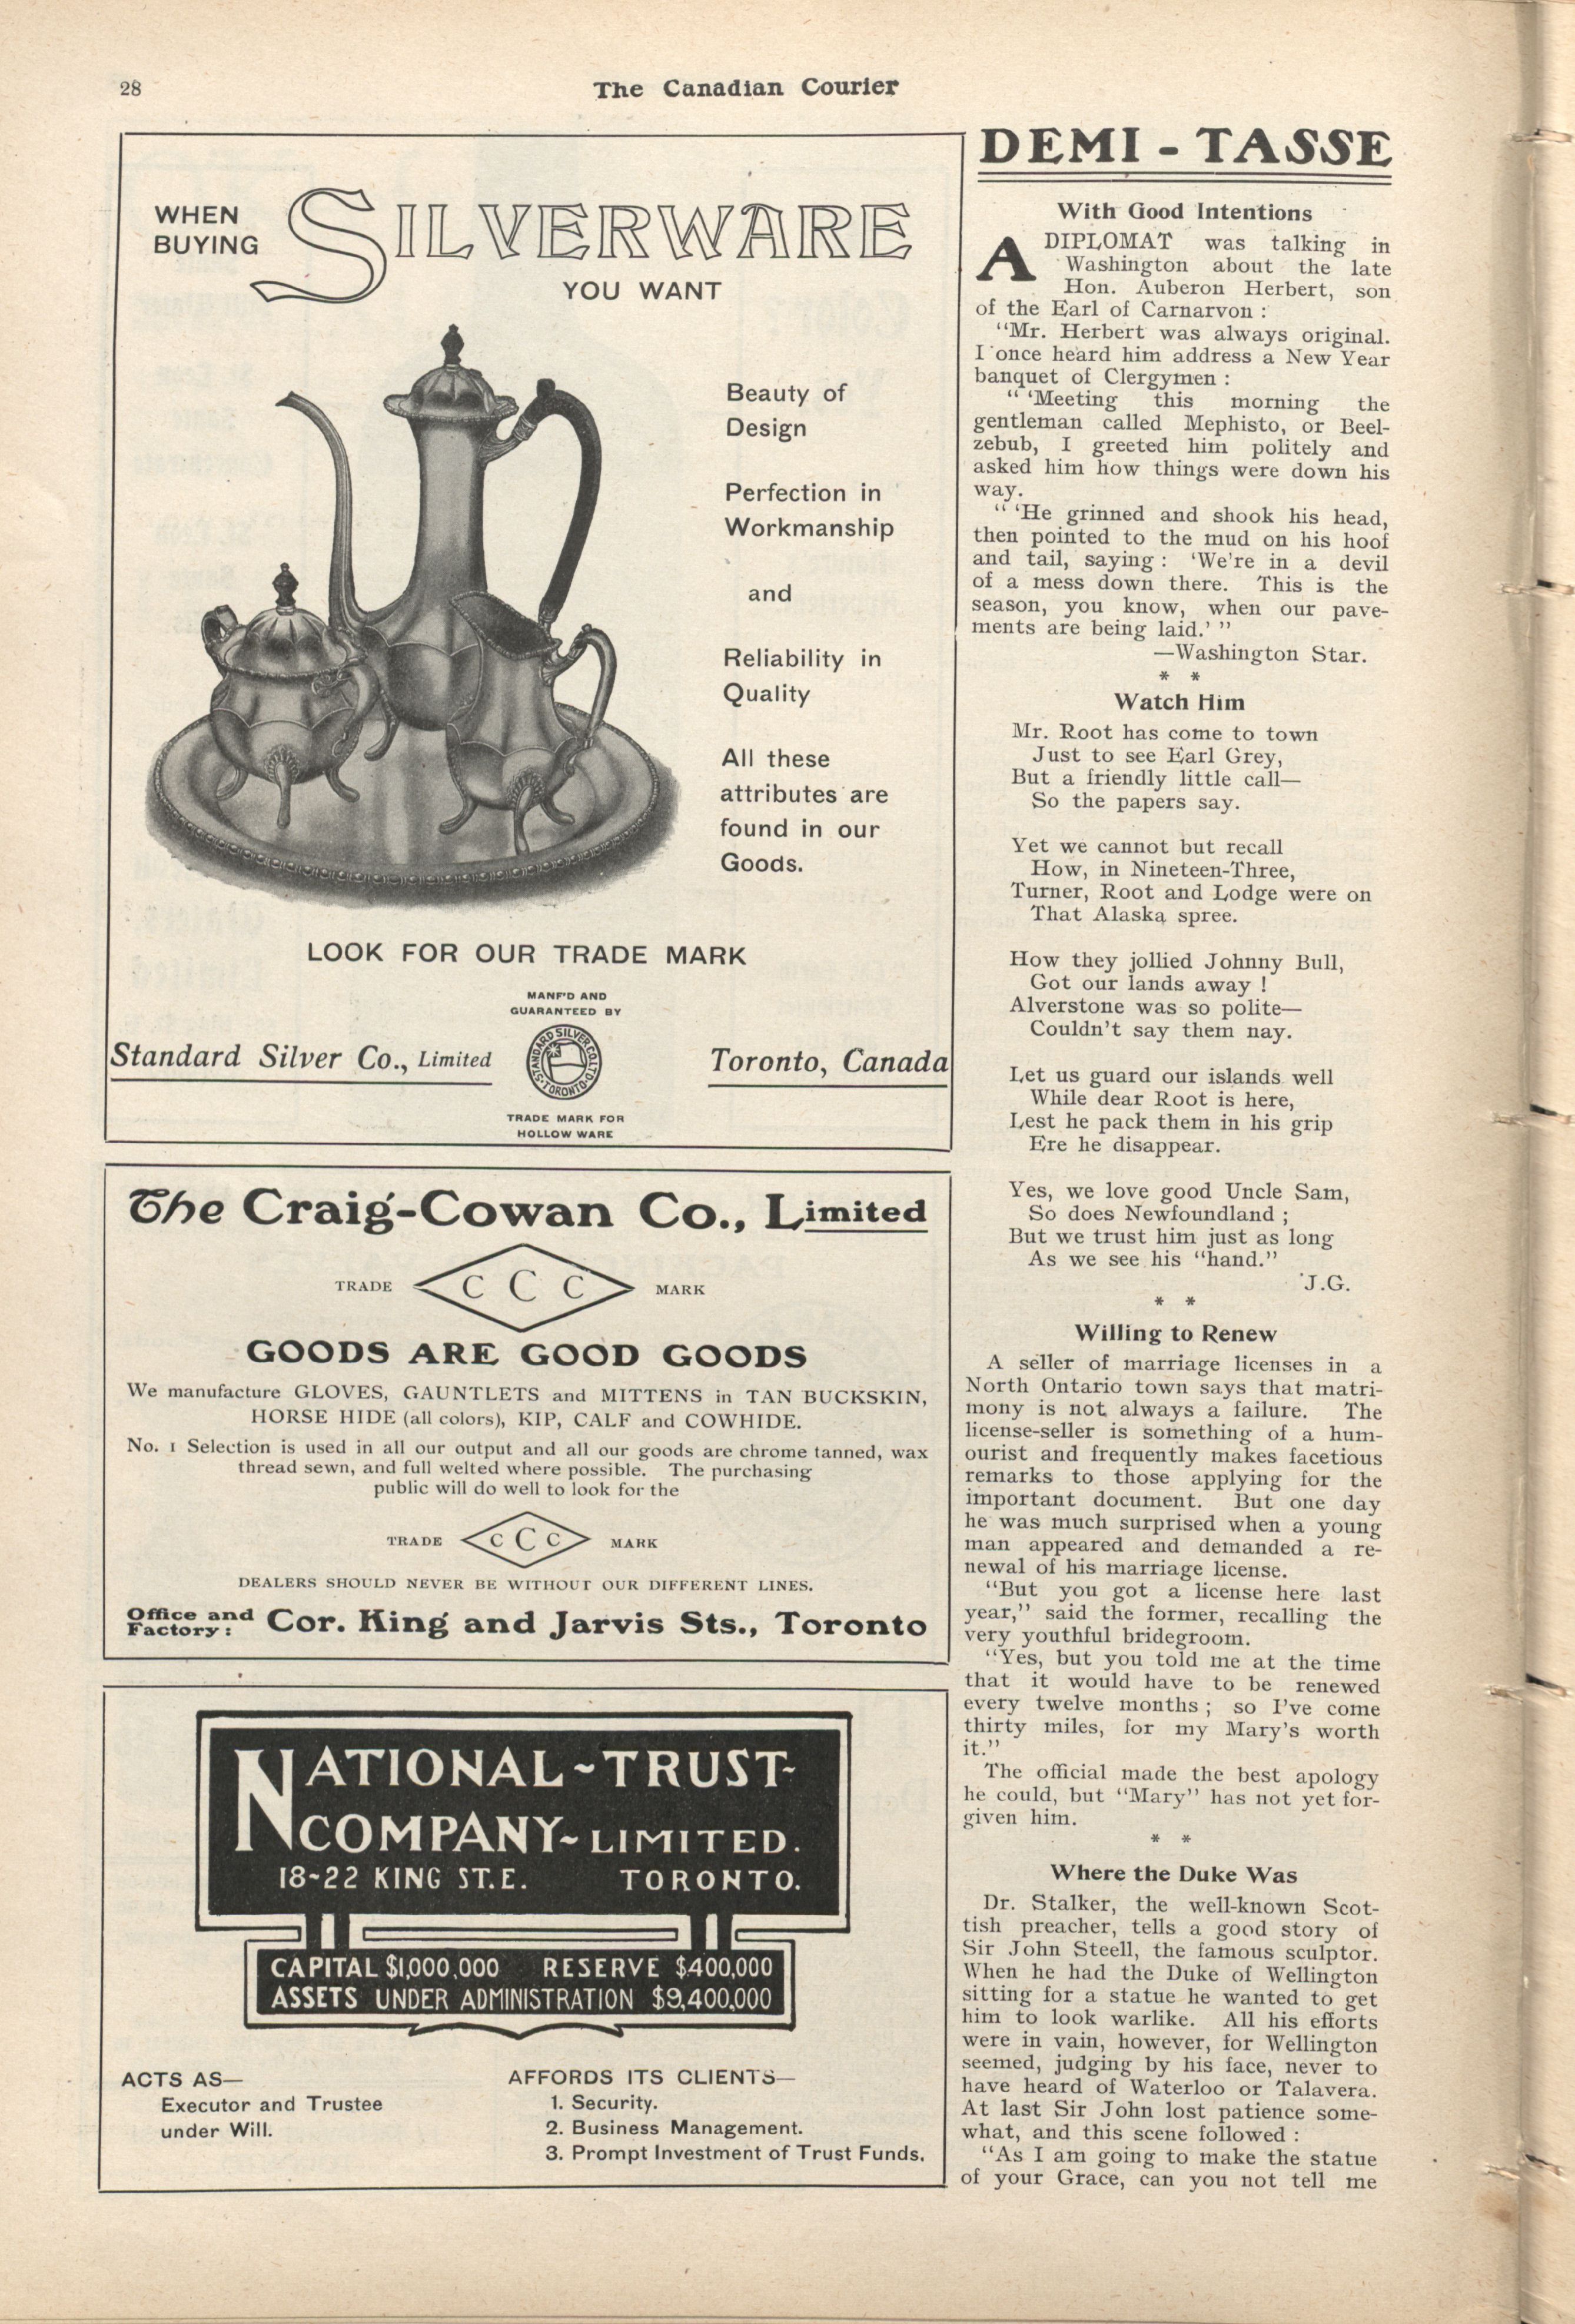 28
The Canadian Courier
WHEN
BUYING
SILVERWARE
YOU WANT
Beauty of
Design
Perfection in
Workmanship
and
Reliability in
Quality
All these
attributes are
found in our
Goods.
LOOK FOR OUR TRADE MARK
MANF'D AND
GUARANTEED BY
Standard Silver Co., Limited
STANDARD SILVER CO. LTD.
TORONTO
Toronto, Canada
TRADE MARK FOR
HOLLOW WARE
The Craig-Cowan Co., Limited
TRADE C C C MARK
GOODS ARE GOOD GOODS
We manufacture GLOVES, GAUNTLETS and MITTENS in TAN BUCKSKIN,
HORSE HIDE (all colors), KIP, CALF and COWHIDE.
No. 1 Selection is used in all our output and all our goods are chrome tanned, wax
thread sewn, and full welted where possible. The purchasing
public will do well to look for the
TRADE C C C MARK
DEALERS SHOULD NEVER BE WITHOUT OUR DIFFERENT LINES.
Office and
Factory: Cor. King and Jarvis Sts., Toronto
NATIONAL~TRUST-
COMPANY~LIMITED.
18~22 KING ST.E. TORONTO.
CAPITAL $1,000,000 RESERVE $400,000
ASSETS UNDER ADMINISTRATION $9,400,000
ACTS AS—
Executor and Trustee
under Will.
AFFORDS ITS CLIENTS—
1. Security.
2. Business Management.
3. Prompt Investment of Trust Funds.
DEMI-TASSE
With Good Intentions
A DIPLOMAT was talking in
Washington about the late
Hon. Auberon Herbert, son
of the Earl of Carnarvon :
"Mr. Herbert was always original.
I once heard him address a New Year
banquet of Clergymen :
" 'Meeting this morning the
gentleman called Mephisto, or Beel-
zebub, I greeted him politely and
asked him how things were down his
way.
" 'He grinned and shook his head,
then pointed to the mud on his hoof
and tail, saying : 'We're in a devil
of a mess down there. This is the
season, you know, when our pave-
ments are being laid.' "
—Washington Star.
* *
Watch Him
Mr. Root has come to town
Just to see Earl Grey,
But a friendly little call—
So the papers say.
Yet we cannot but recall
How, in Nineteen-Three,
Turner, Root and Lodge were on
That Alaska spree.
How they jollied Johnny Bull,
Got our lands away !
Alverstone was so polite—
Couldn't say them nay.
Let us guard our islands well
While dear Root is here,
Lest he pack them in his grip
Ere he disappear.
Yes, we love good Uncle Sam,
So does Newfoundland ;
But we trust him just as long
As we see his "hand."
J.G.
* *
Willing to Renew
A seller of marriage licenses in a
North Ontario town says that matri-
mony is not always a failure. The
license-seller is something of a hum-
ourist and frequently makes facetious
remarks to those applying for the
important document. But one day
he was much surprised when a young
man appeared and demanded a re-
newal of his marriage license.
"But you got a license here last
year," said the former, recalling the
very youthful bridegroom.
"Yes, but you told me at the time
that it would have to be renewed
every twelve months ; so I've come
thirty miles, for my Mary's worth
it."
The official made the best apology
he could, but "Mary" has not yet for-
given him.
* *
Where the Duke Was
Dr. Stalker, the well-known Scot-
tish preacher, tells a good story of
Sir John Steell, the famous sculptor.
When he had the Duke of Wellington
sitting for a statue he wanted to get
him to look warlike. All his efforts
were in vain, however, for Wellington
seemed, judging by his face, never to
have heard of Waterloo or Talavera.
At last Sir John lost patience some-
what, and this scene followed :
"As I am going to make the statue
of your Grace, can you not tell me